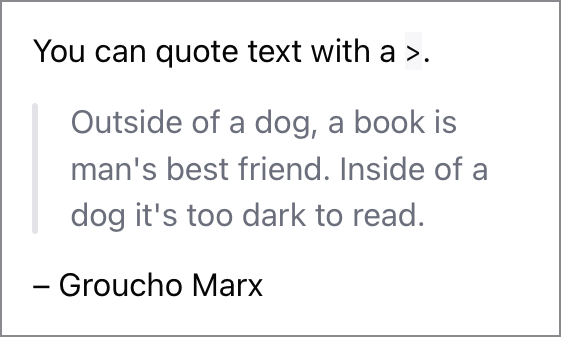 You can quote text with a >.
Outside of a dog, a book is
man's best friend. Inside of a
dog it's too dark to read.
– Groucho Marx